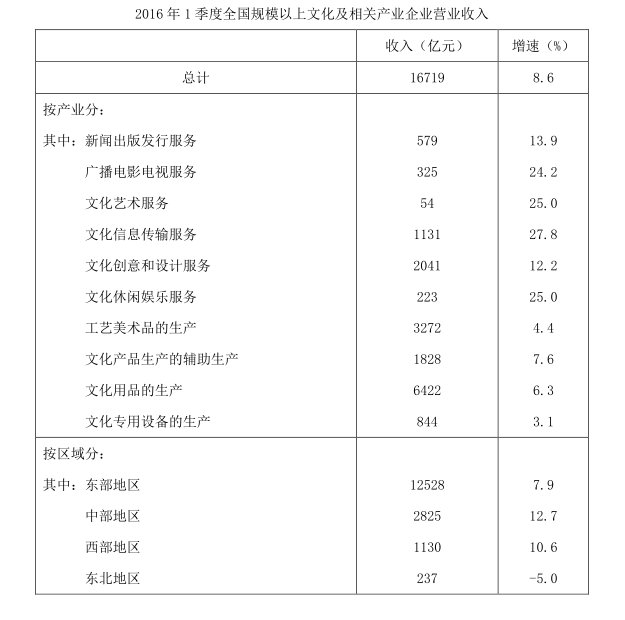 2016 年 1 季度全国规模以上文化及相关产业企业营业收入
收入（亿元） 增速（%）
总计 16719 8.6
按产业分：
其中：新闻出版发行服务 579 13.9
广播电影电视服务 325 24.2
文化艺术服务 54 25.0
文化信息传输服务 1131 27.8
文化创意和设计服务 2041 12.2
文化休闲娱乐服务 223 25.0
工艺美术品的生产 3272 4.4
文化产品生产的辅助生产 1828 7.6
文化用品的生产 6422 6.3
文化专用设备的生产 844 3.1
按区域分：
其中：东部地区 12528 7.9
中部地区 2825 12.7
西部地区 1130 10.6
东北地区 237 -5.0